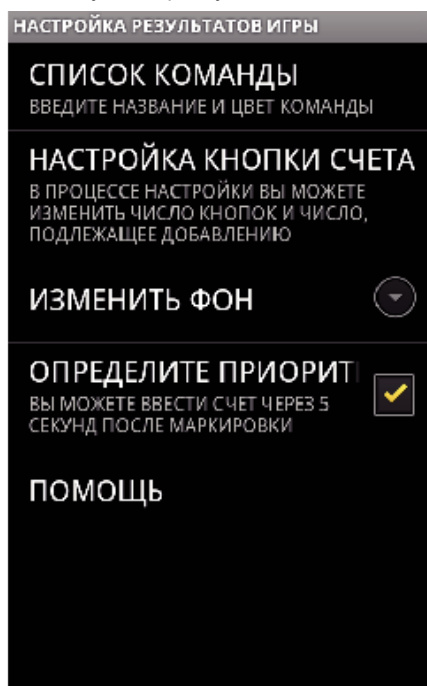 НАСТРОЙКА РЕЗУЛЬТАТОВ ИГРЫ
СПИСОК КОМАНДЫ
ВВЕДИТЕ НАЗВАНИЕ И ЦВЕТ КОМАНДЫ
НАСТРОЙКА КНОПКИ СЧЕТА
В ПРОЦЕССЕ НАСТРОЙКИ ВЫ МОЖЕТЕ
ИЗМЕНИТЬ ЧИСЛО КНОПОК И ЧИСЛО,
ПОДЛЕЖАЩЕЕ ДОБАВЛЕНИЮ
ИЗМЕНИТЬ ФОН
ОПРЕДЕЛИТЕ ПРИОРИТ
ВЫ МОЖЕТЕ ВВЕСТИ СЧЕТ ЧЕРЕЗ 5
СЕКУНД ПОСЛЕ МАРКИРОВКИ
ПОМОЩЬ